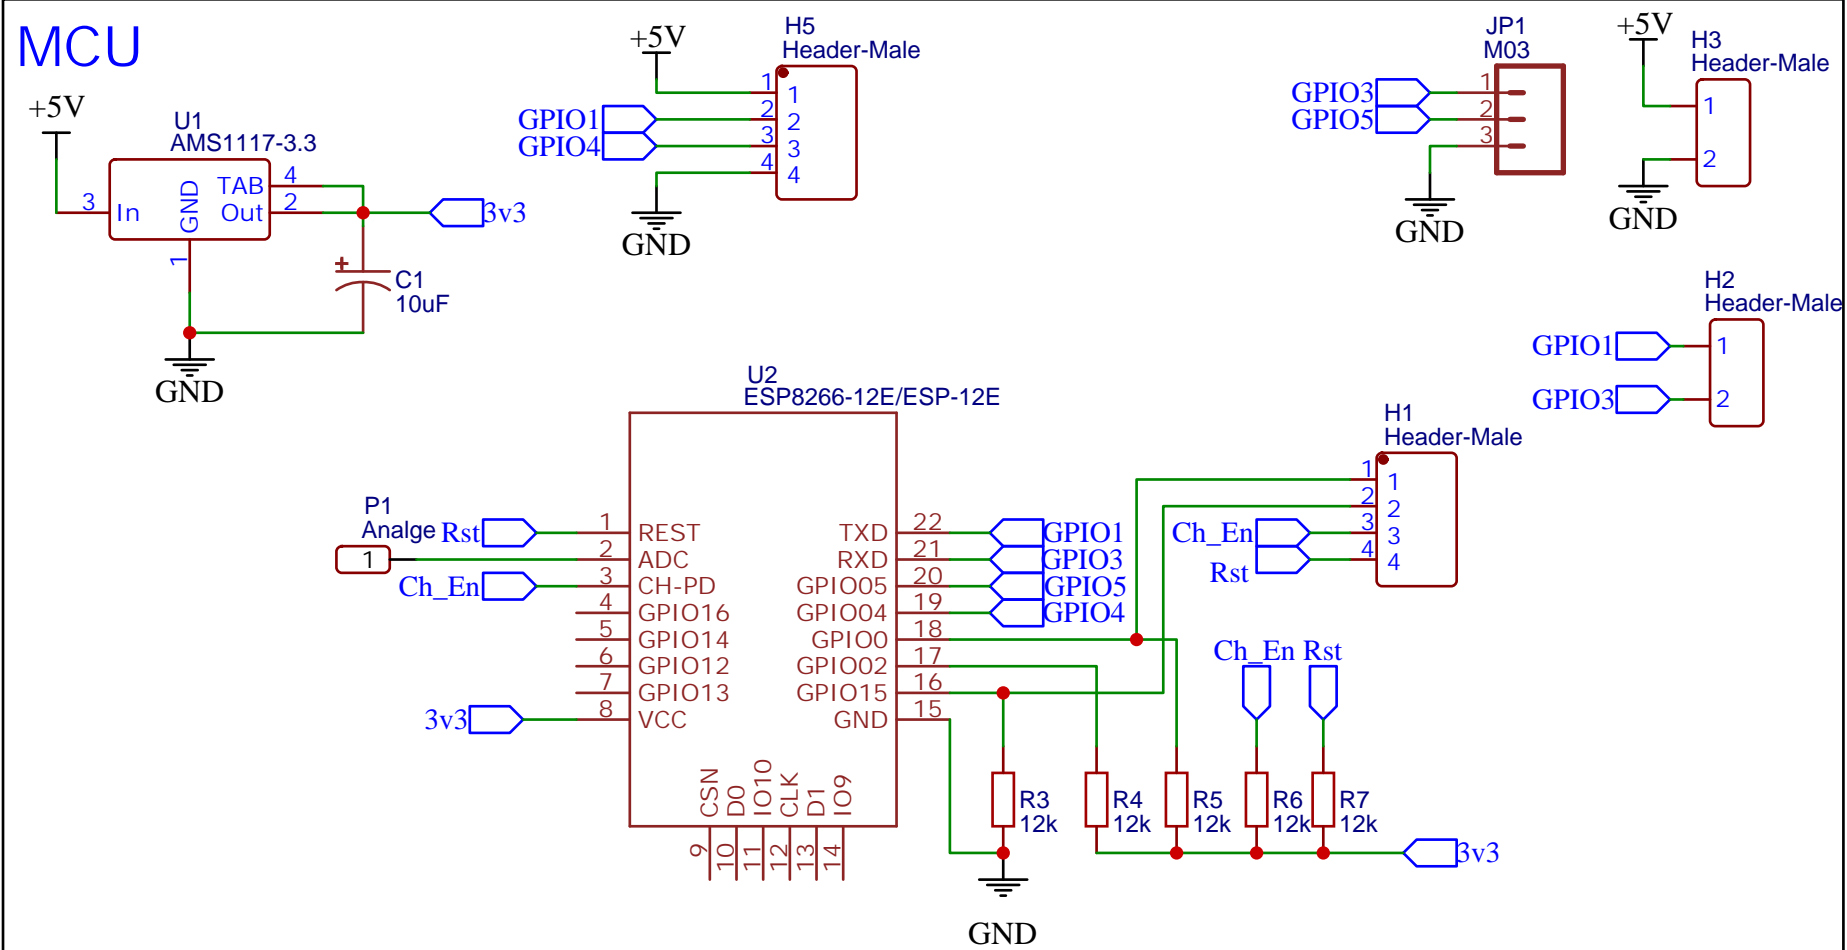 MCU
+5V
U1
AMS1117-3.3
3
In
GND
TAB
4
Out
2
1
3v3
C1
10uF
GND
+5V
H5
Header-Male
1
1
GPIO1
2
2
GPIO4
3
3
4
4
GND
JP1
M03
GPIO3
1
GPIO5
2
3
GND
+5V
H3
Header-Male
1
2
GND
H2
Header-Male
GPIO1
1
GPIO3
2
U2
ESP8266-12E/ESP-12E
P1
Analge
1
Rst
1
REST
2
ADC
Ch_En
3
CH-PD
4
GPIO16
5
GPIO14
6
GPIO12
7
GPIO13
3v3
8
VCC
TXD
22
GPIO1
RXD
21
GPIO3
GPIO05
20
GPIO5
GPIO04
19
GPIO4
GPIO0
18
GPIO02
17
GPIO15
16
GND
15
CSN
D0
IO10
CLK
D1
IO9
9
10
11
12
13
14
H1
Header-Male
1
1
2
2
Ch_En
3
3
Rst
4
4
Ch_En
Rst
R3
12k
R4
12k
R5
12k
R6
12k
R7
12k
3v3
GND